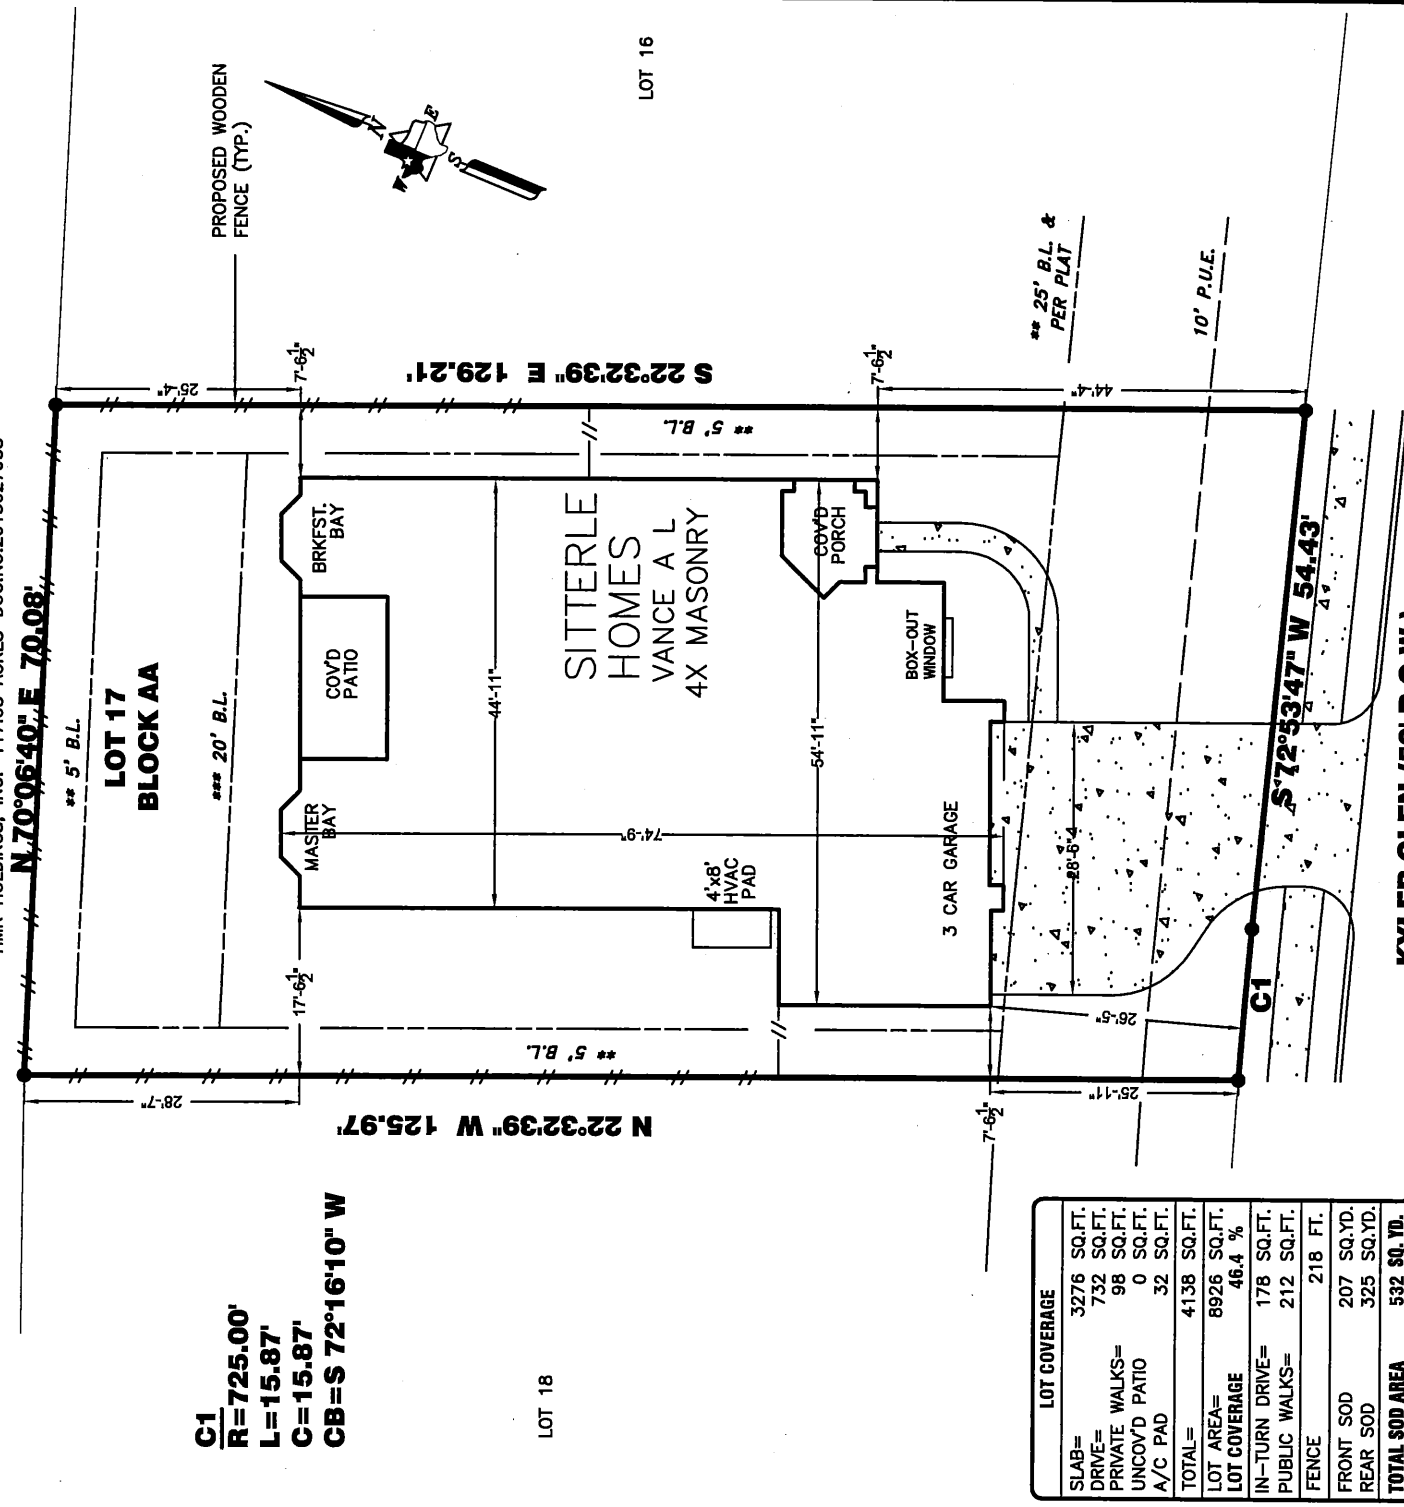 N 70°06'40" E 70.08'
** 5' B.L.
LOT 17
BLOCK AA
*** 20' B.L.
PROPOSED WOODEN
FENCE (TYP.)
N
E
S
W
LOT 16
S 22°32'39" E 129.21'
25'-4"
7'-6½"
7'-6½"
44'-4"
** 5' B.L.
** 25' B.L. &
PER PLAT
10' P.U.E.
BRKFST.
BAY
COV'D
PATIO
MASTER
BAY
SITTERLE
HOMES
VANCE A L
4X MASONRY
44'-11"
54'-11"
74'-9"
COV'D
PORCH
BOX-OUT
WINDOW
4'x8'
HVAC
PAD
3 CAR GARAGE
28'-6"
26'-5"
S 72°53'47" W 54.43'
C1
17'-6½"
** 5' B.L.
28'-7"
N 22°32'39" W 125.97'
7'-6½"
25'-11"
C1
R=725.00'
L=15.87'
C=15.87'
CB=S 72°16'10" W
LOT 18
LOT COVERAGE
SLAB= 3276 SQ.FT.
DRIVE= 732 SQ.FT.
PRIVATE WALKS= 98 SQ.FT.
UNCOV'D PATIO 0 SQ.FT.
A/C PAD 32 SQ.FT.
TOTAL= 4138 SQ.FT.
LOT AREA= 8926 SQ.FT.
LOT COVERAGE 46.4 %
IN-TURN DRIVE= 178 SQ.FT.
PUBLIC WALKS= 212 SQ.FT.
FENCE 218 FT.
FRONT SOD 207 SQ.YD.
REAR SOD 325 SQ.YD.
TOTAL SOD AREA 532 SQ. YD.